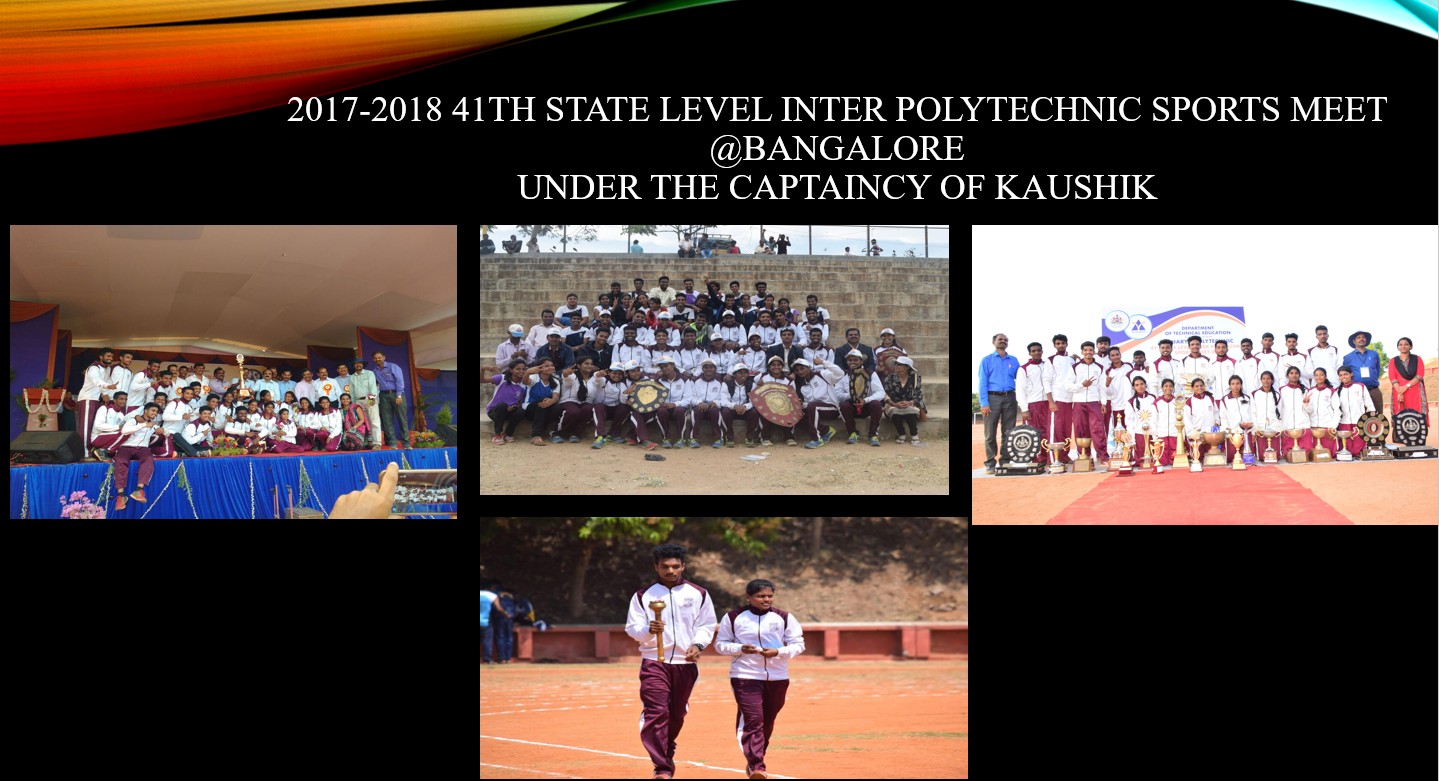 2017-2018 41TH STATE LEVEL INTER POLYTECHNIC SPORTS MEET
@BANGALORE
UNDER THE CAPTAINCY OF KAUSHIK
DEPARTMENT
OF TECHNICAL EDUCATION